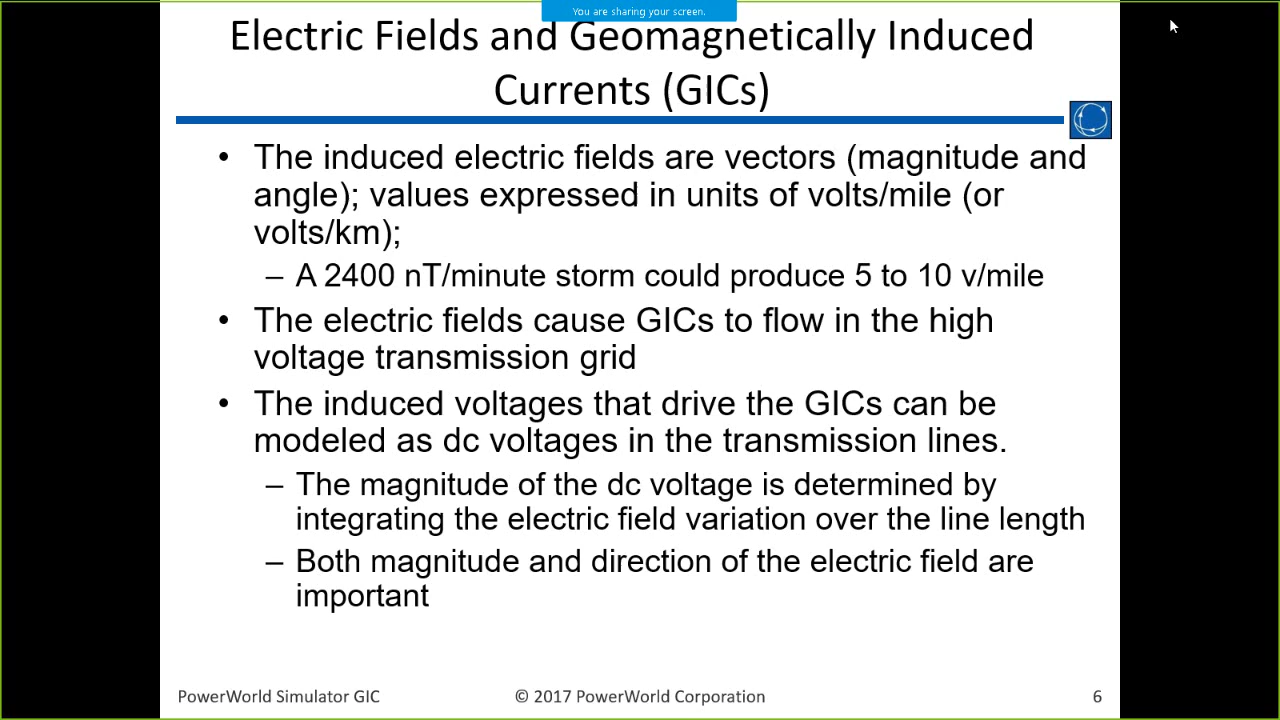 You are sharing your screen.
Electric Fields and Geomagnetically Induced
Currents (GICs)
• The induced electric fields are vectors (magnitude and
angle); values expressed in units of volts/mile (or
volts/km);
– A 2400 nT/minute storm could produce 5 to 10 v/mile
• The electric fields cause GICs to flow in the high
voltage transmission grid
• The induced voltages that drive the GICs can be
modeled as dc voltages in the transmission lines.
– The magnitude of the dc voltage is determined by
integrating the electric field variation over the line length
– Both magnitude and direction of the electric field are
important
PowerWorld Simulator GIC
© 2017 PowerWorld Corporation
6